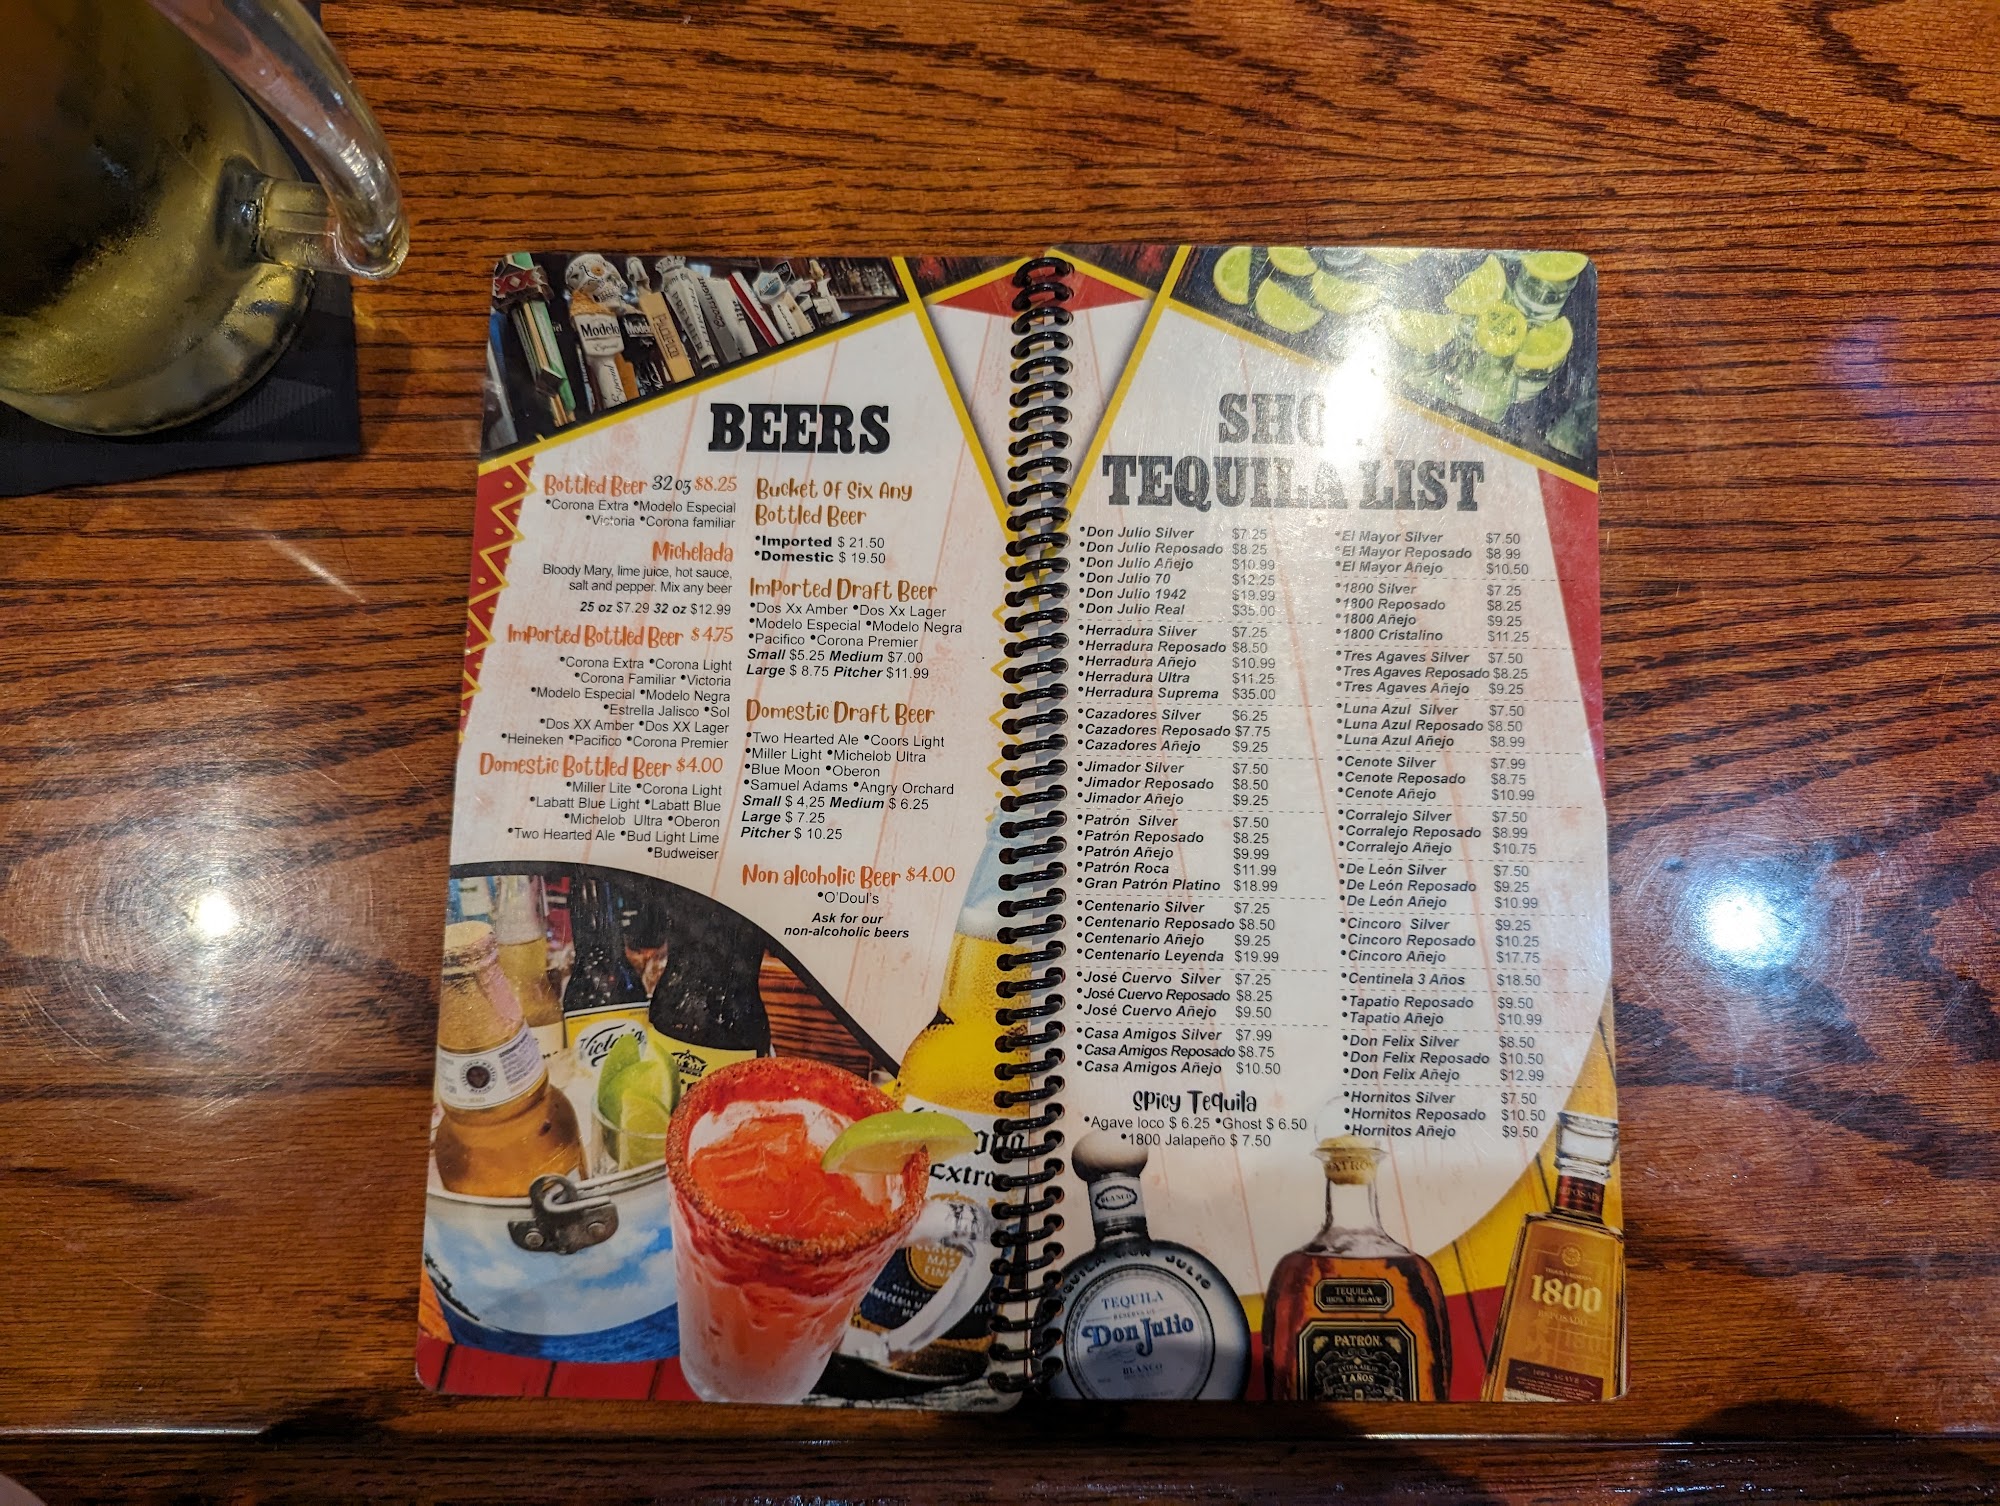 Modelo
BEERS
Bottled Beer 32 oz $8.25
•Corona Extra •Modelo Especial
•Victoria •Corona familiar
Michelada
Bloody Mary, lime juice, hot sauce,
salt and pepper. Mix any beer
25 oz $7.29 32 oz $12.99
Imported Bottled Beer $4.75
•Corona Extra •Corona Light
•Corona Familiar •Victoria
•Modelo Especial •Modelo Negra
•Estrella Jalisco •Sol
•Dos XX Amber •Dos XX Lager
•Heineken •Pacifico •Corona Premier
Domestic Bottled Beer $4.00
•Miller Lite •Corona Light
•Labatt Blue Light •Labatt Blue
•Michelob Ultra •Oberon
•Two Hearted Ale •Bud Light Lime
•Budweiser
Bucket Of Six Any
Bottled Beer
•Imported $ 21.50
•Domestic $ 19.50
Imported Draft Beer
•Dos Xx Amber •Dos Xx Lager
•Modelo Especial •Modelo Negra
•Pacifico •Corona Premier
Small $5.25 Medium $7.00
Large $ 8.75 Pitcher $11.99
Domestic Draft Beer
•Two Hearted Ale •Coors Light
•Miller Light •Michelob Ultra
•Blue Moon •Oberon
•Samuel Adams •Angry Orchard
Small $ 4,25 Medium $ 6.25
Large $ 7.25
Pitcher $ 10.25
Non alcoholic Beer $4.00
•O'Doul's
Ask for our
non-alcoholic beers
Victoria
Extra
TEQUILA LIST
•Don Julio Silver $7.25
•Don Julio Reposado $8.25
•Don Julio Añejo $10.99
•Don Julio 70 $12.25
•Don Julio 1942 $19.99
•Don Julio Real $35.00
•Herradura Silver $7.25
•Herradura Reposado $8.50
•Herradura Añejo $10.99
•Herradura Ultra $11.25
•Herradura Suprema $35.00
•Cazadores Silver $6.25
•Cazadores Reposado $7.75
•Cazadores Añejo $9.25
•Jimador Silver $7.50
•Jimador Reposado $8.50
•Jimador Añejo $9.25
•Patrón Silver $7.50
•Patrón Reposado $8.25
•Patrón Añejo $9.99
•Patrón Roca $11.99
•Gran Patrón Platino $18.99
•Centenario Silver $7.25
•Centenario Reposado $8.50
•Centenario Añejo $9.25
•Centenario Leyenda $19.99
•José Cuervo Silver $7.25
•José Cuervo Reposado $8.25
•José Cuervo Añejo $9.50
•Casa Amigos Silver $7.99
•Casa Amigos Reposado $8.75
•Casa Amigos Añejo $10.50
Spicy Tequila
•Agave loco $ 6.25 •Ghost $ 6.50
•1800 Jalapeño $ 7.50
•El Mayor Silver $7.50
•El Mayor Reposado $8.99
•El Mayor Añejo $10.50
•1800 Silver $7.25
•1800 Reposado $8.25
•1800 Añejo $9.25
•1800 Cristalino $11.25
•Tres Agaves Silver $7.50
•Tres Agaves Reposado $8.25
•Tres Agaves Añejo $9.25
•Luna Azul Silver $7.50
•Luna Azul Reposado $8.50
•Luna Azul Añejo $8.99
•Cenote Silver $7.99
•Cenote Reposado $8.75
•Cenote Añejo $10.99
•Corralejo Silver $7.50
•Corralejo Reposado $8.99
•Corralejo Añejo $10.75
•De León Silver $7.50
•De León Reposado $9.25
•De León Añejo $10.99
•Cincoro Silver $9.25
•Cincoro Reposado $10.25
•Cincoro Añejo $17.75
•Centinela 3 Años $18.50
•Tapatio Reposado $9.50
•Tapatio Añejo $10.99
•Don Felix Silver $8.50
•Don Felix Reposado $10.50
•Don Felix Añejo $12.99
•Hornitos Silver $7.50
•Hornitos Reposado $10.50
•Hornitos Añejo $9.50
BLANCO
TEQUILA DON JULIO
TEQUILA
RESERVA DE
Don Julio
BLANCO
TEQUILA
100% DE AGAVE
PATRÓN
EXTRA AÑEJO
7 AÑOS
1800
REPOSADO
100% AGAVE